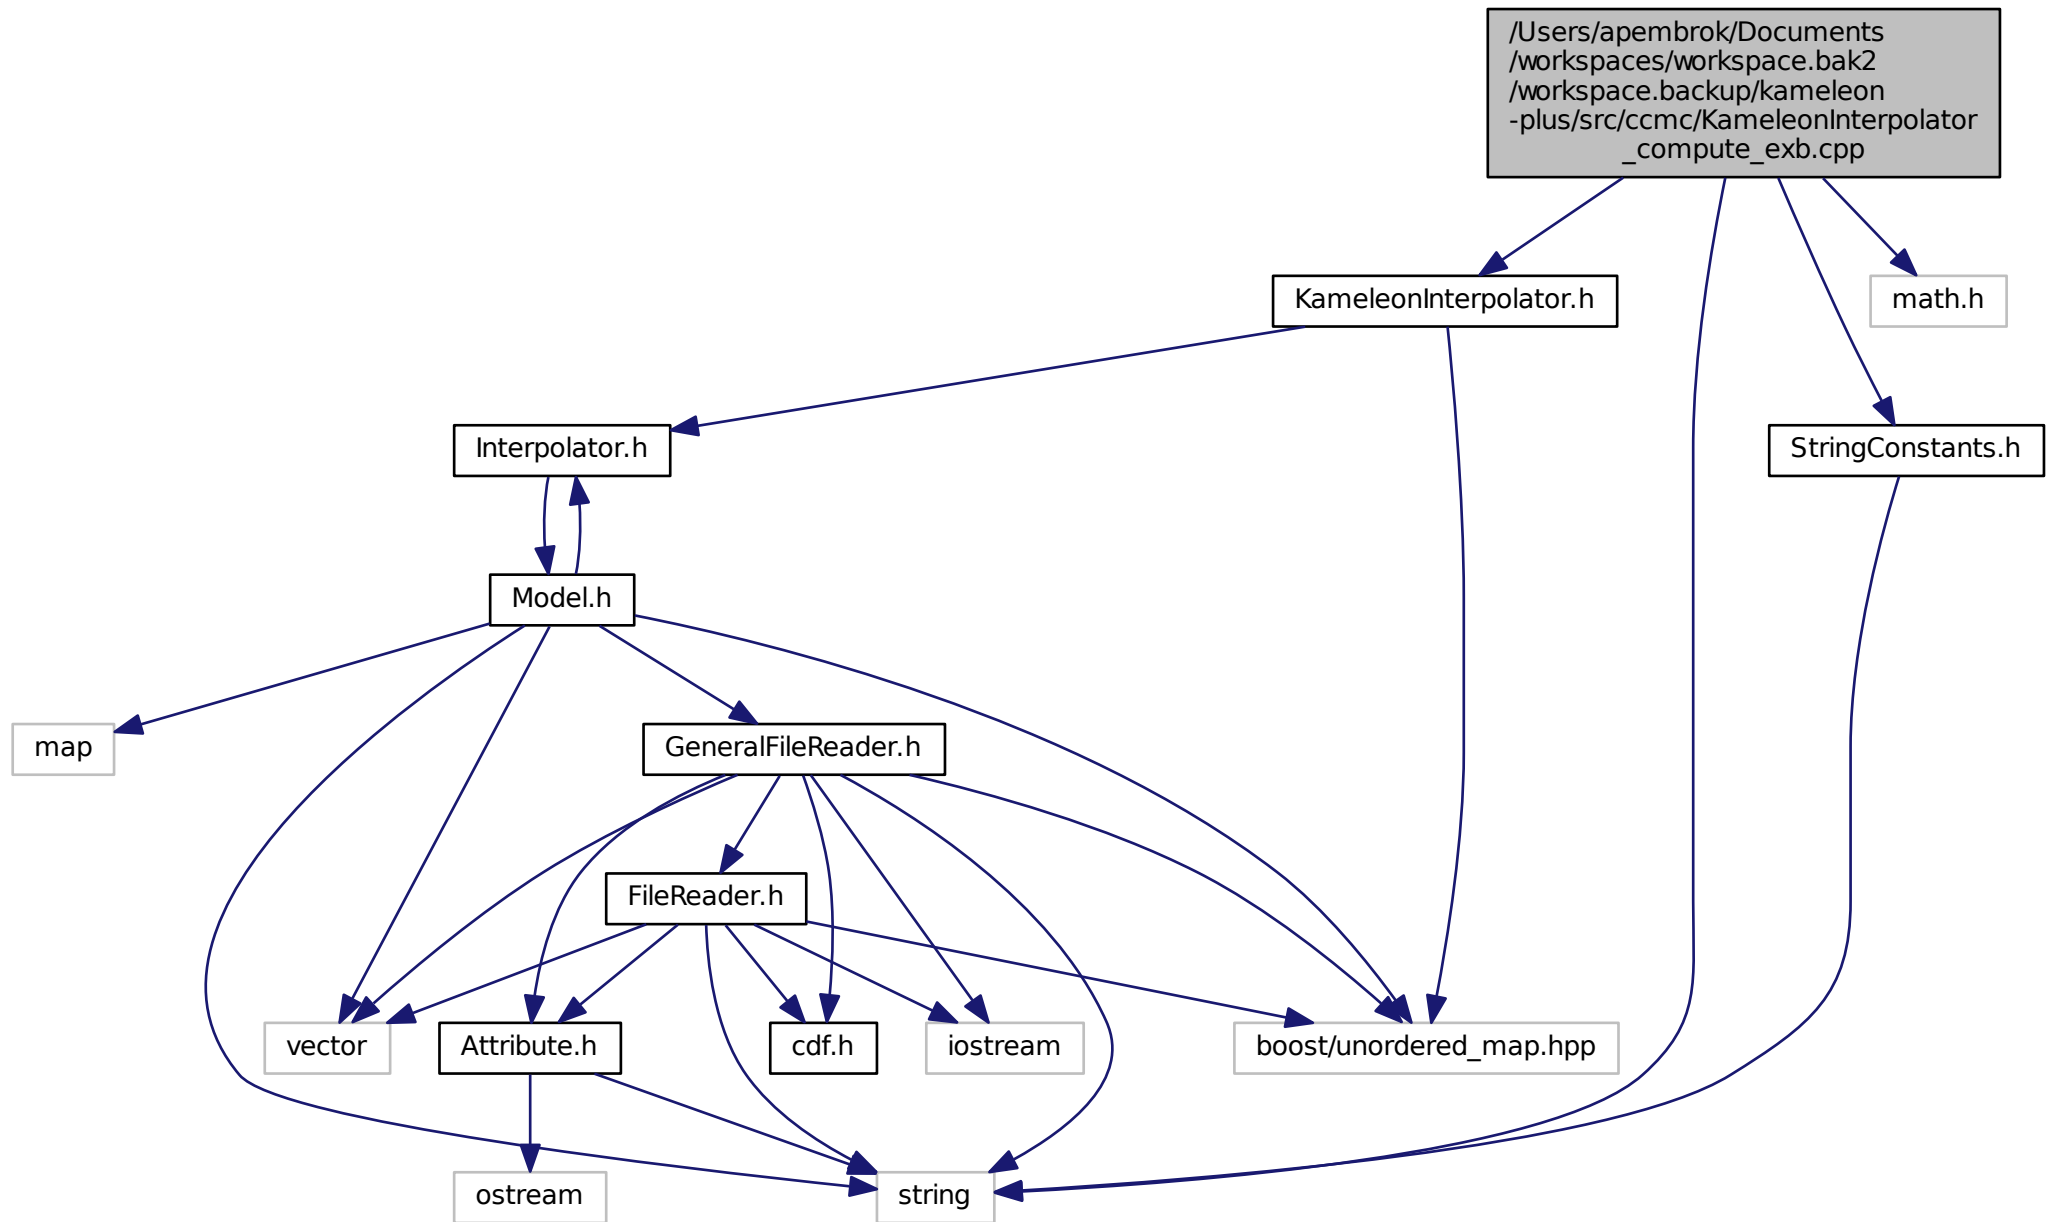 /Users/apembrok/Documents
/workspaces/workspace.bak2
/workspace.backup/kameleon
-plus/src/ccmc/KameleonInterpolator
_compute_exb.cpp
KameleonInterpolator.h
math.h
Interpolator.h
StringConstants.h
Model.h
map
GeneralFileReader.h
FileReader.h
vector
Attribute.h
cdf.h
iostream
boost/unordered_map.hpp
ostream
string